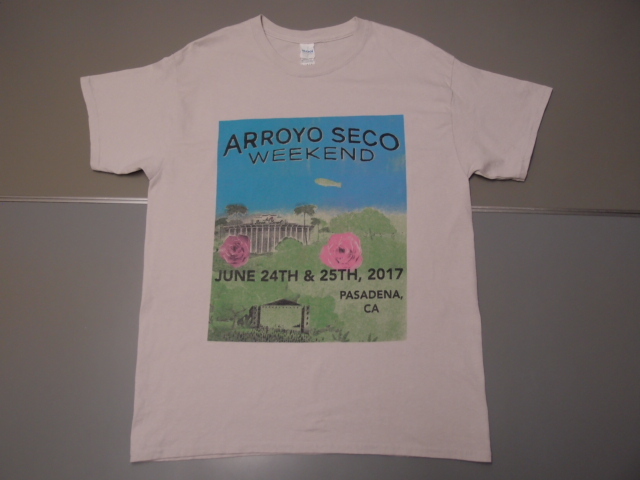 ARROYO SECO
WEEKEND
JUNE 24TH & 25TH, 2017
PASADENA,
CA